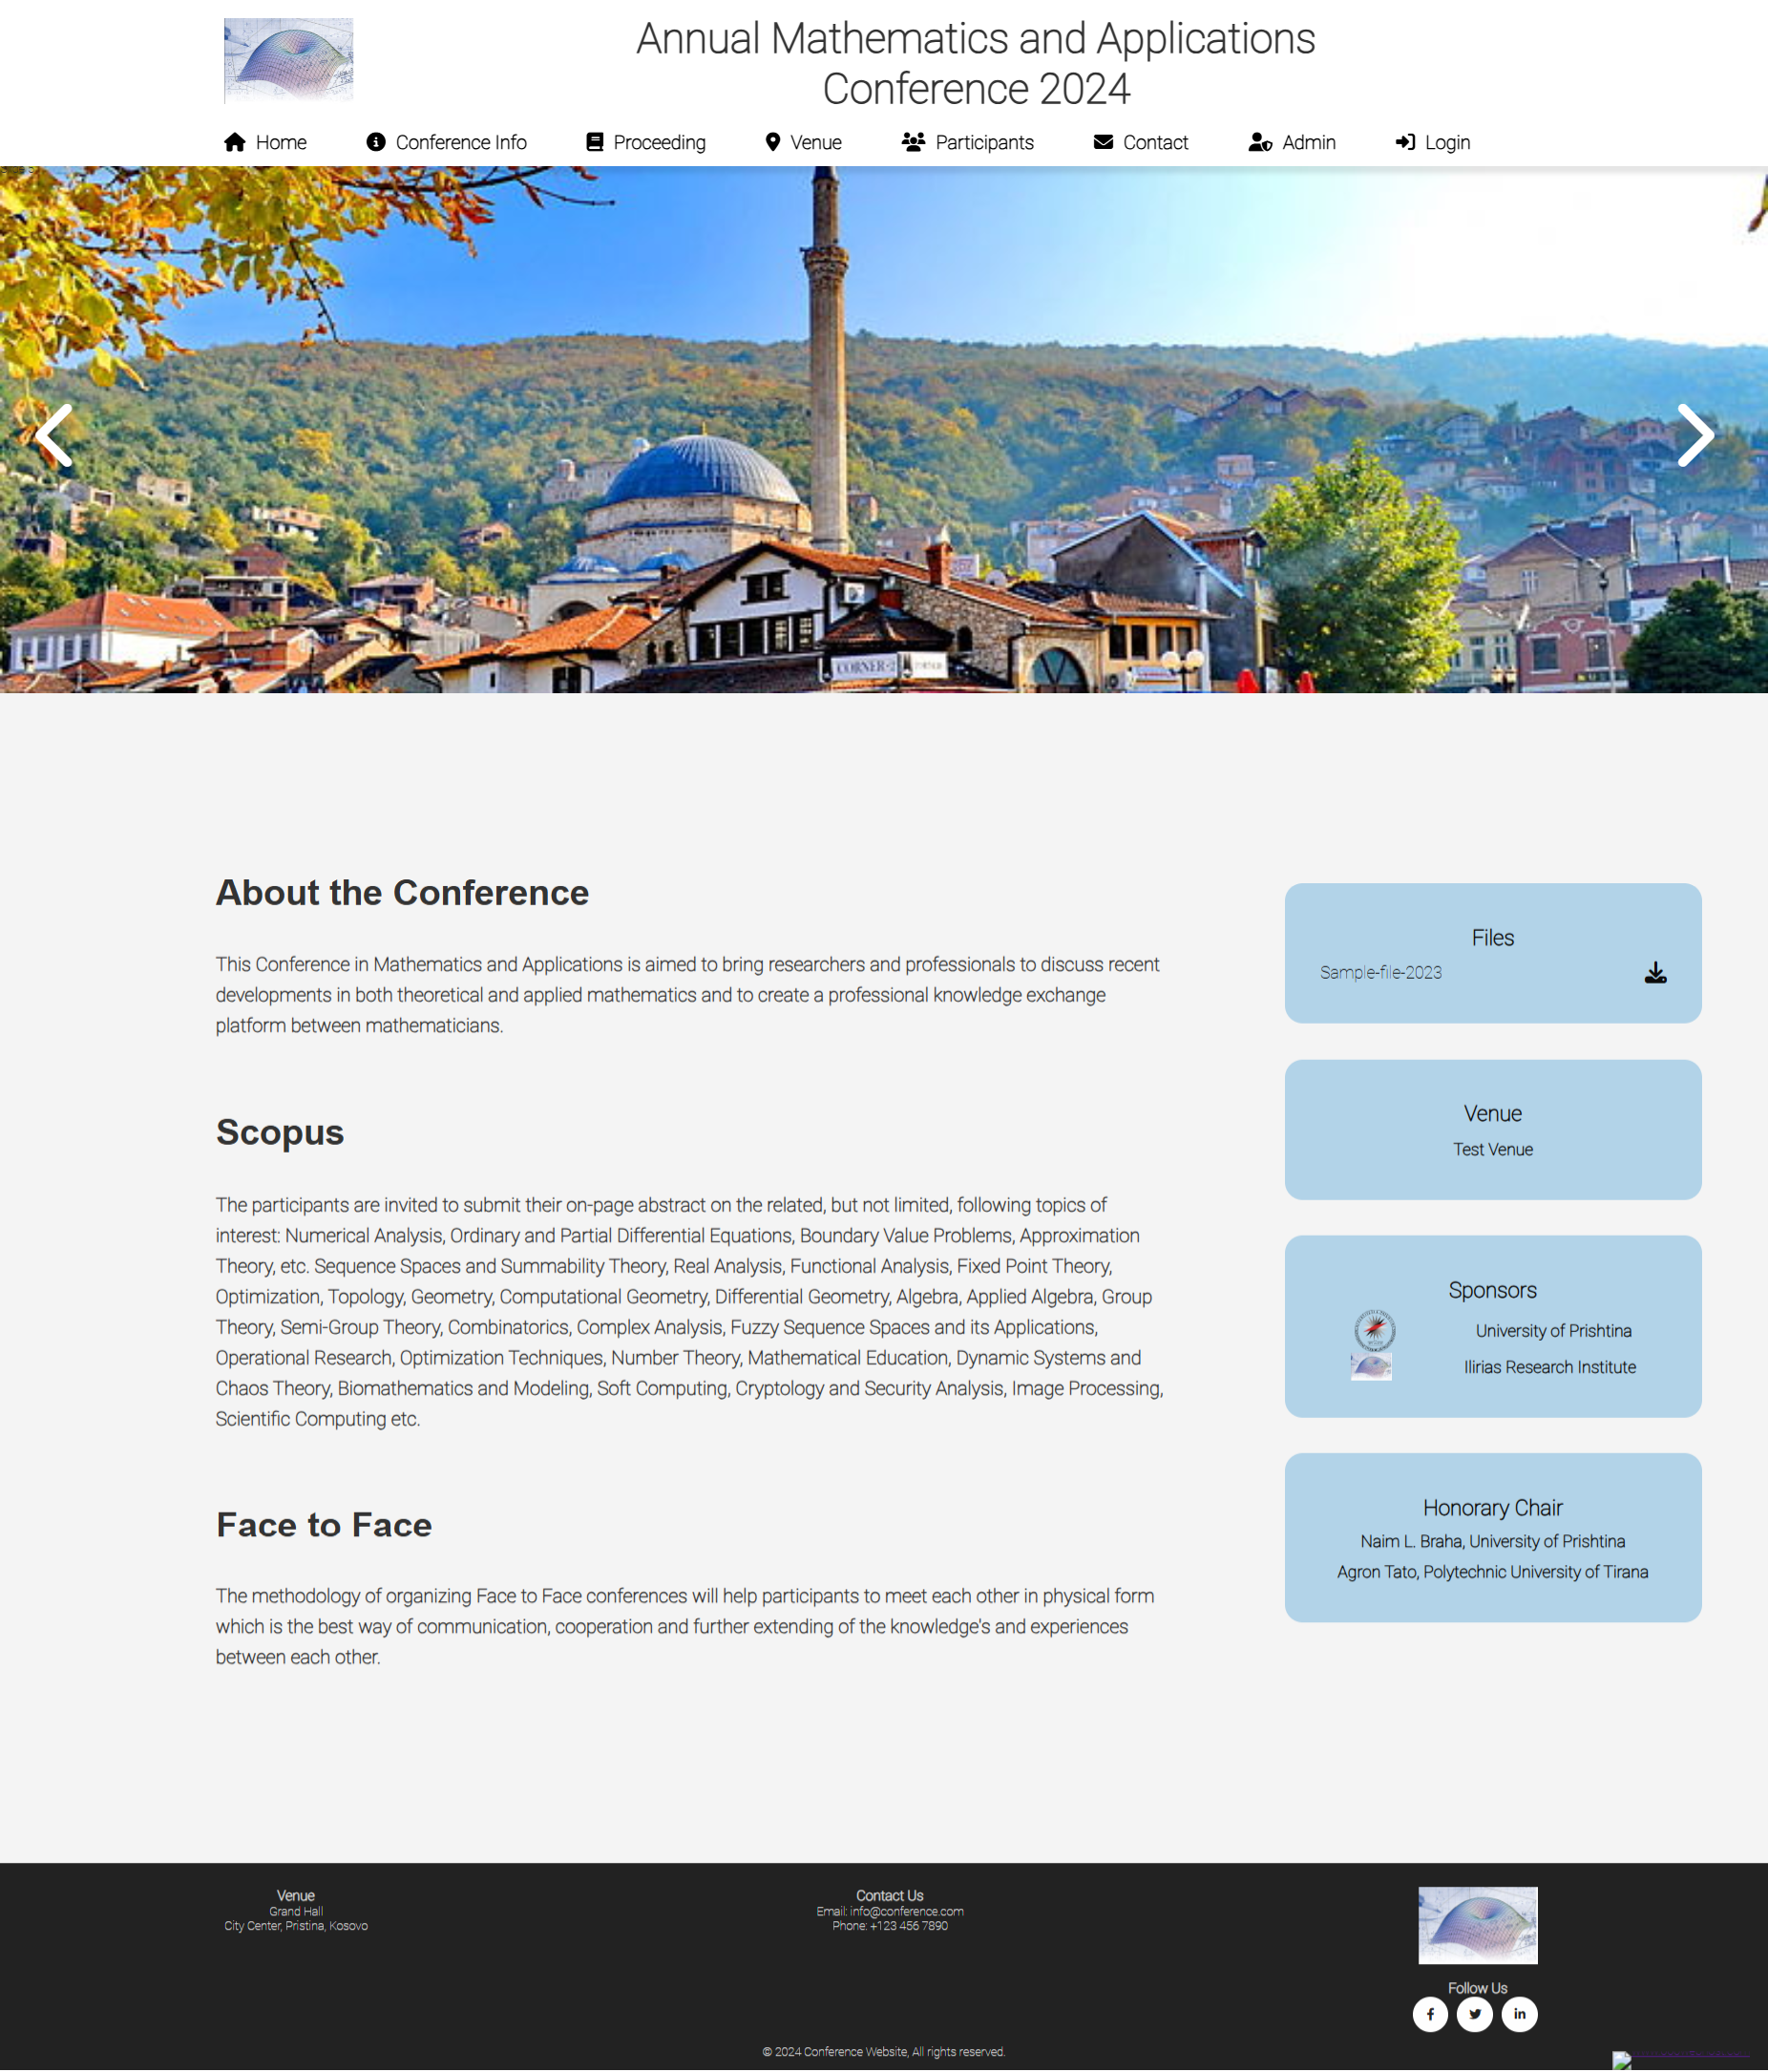 Annual Mathematics and Applications
Conference 2024
Home Conference Info Proceeding Venue Participants Contact Admin Login
CORNER-2
About the Conference
This Conference in Mathematics and Applications is aimed to bring researchers and professionals to discuss recent
developments in both theoretical and applied mathematics and to create a professional knowledge exchange
platform between mathematicians.
Scopus
The participants are invited to submit their on-page abstract on the related, but not limited, following topics of
interest: Numerical Analysis, Ordinary and Partial Differential Equations, Boundary Value Problems, Approximation
Theory, etc. Sequence Spaces and Summability Theory, Real Analysis, Functional Analysis, Fixed Point Theory,
Optimization, Topology, Geometry, Computational Geometry, Differential Geometry, Algebra, Applied Algebra, Group
Theory, Semi-Group Theory, Combinatorics, Complex Analysis, Fuzzy Sequence Spaces and its Applications,
Operational Research, Optimization Techniques, Number Theory, Mathematical Education, Dynamic Systems and
Chaos Theory, Biomathematics and Modeling, Soft Computing, Cryptology and Security Analysis, Image Processing,
Scientific Computing etc.
Face to Face
The methodology of organizing Face to Face conferences will help participants to meet each other in physical form
which is the best way of communication, cooperation and further extending of the knowledge's and experiences
between each other.
Files
Sample-file-2023
Venue
Test Venue
Sponsors
University of Prishtina
Ilirias Research Institute
Honorary Chair
Naim L. Braha, University of Prishtina
Agron Tato, Polytechnic University of Tirana
Venue
Grand Hall
City Center, Pristina, Kosovo
Contact Us
Email: info@conference.com
Phone: +123 456 7890
Follow Us
© 2024 Conference Website, All rights reserved.